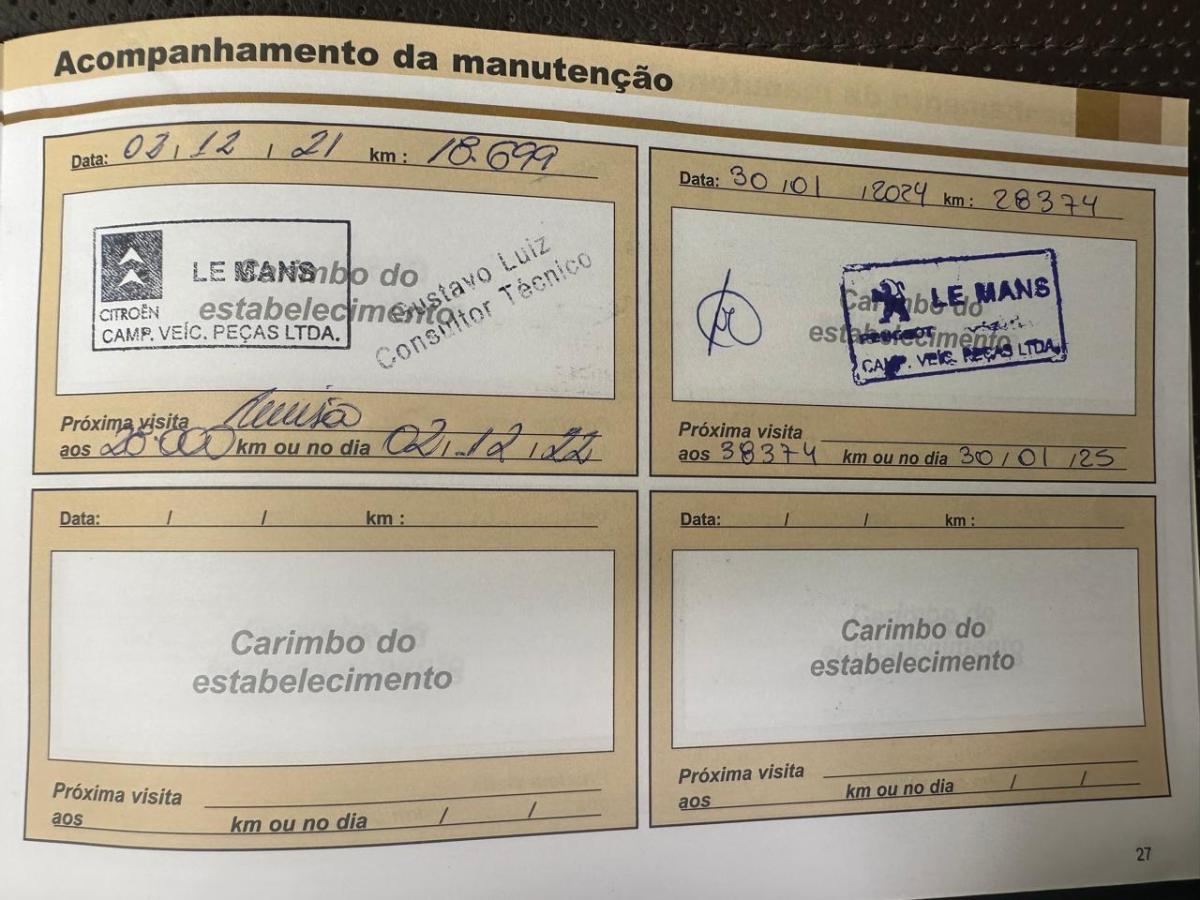 Acompanhamento da manutenção
Data: 03 / 12 / 21 km : 18.699
CITROËN
LE MANS
CAMP. VEÍC. PEÇAS LTDA.
Carimbo do
estabelecimento
Gustavo Luiz
Consultor Técnico
Próxima visita
aos 20.000 km ou no dia 02 / 12 / 22
Data: 30 / 01 / 2024 km : 28374
Carimbo do
estabelecimento
LE MANS
PEUGEOT
CAMP. VEÍC. PEÇAS LTDA.
Próxima visita
aos 38374 km ou no dia 30 / 01 / 25
Data: / / km :
Carimbo do
estabelecimento
Próxima visita
aos km ou no dia / /
Data: / / km :
Carimbo do
estabelecimento
Próxima visita
aos km ou no dia / /
27